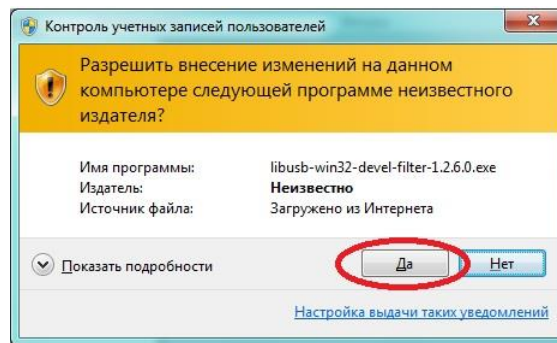 Контроль учетных записей пользователей
Разрешить внесение изменений на данном
компьютере следующей программе неизвестного
издателя?
Имя программы: libusb-win32-devel-filter-1.2.6.0.exe
Издатель: Неизвестно
Источник файла: Загружено из Интернета
Показать подробности Да Нет
Настройка выдачи таких уведомлений